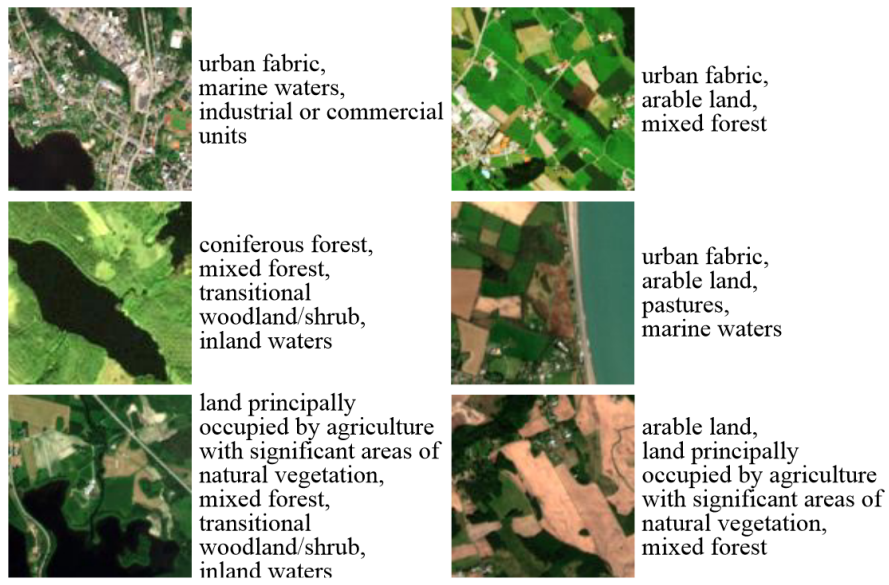 urban fabric,
marine waters,
industrial or commercial
units
urban fabric,
arable land,
mixed forest
coniferous forest,
mixed forest,
transitional
woodland/shrub,
inland waters
urban fabric,
arable land,
pastures,
marine waters
land principally
occupied by agriculture
with significant areas of
natural vegetation,
mixed forest,
transitional
woodland/shrub,
inland waters
arable land,
land principally
occupied by agriculture
with significant areas of
natural vegetation,
mixed forest